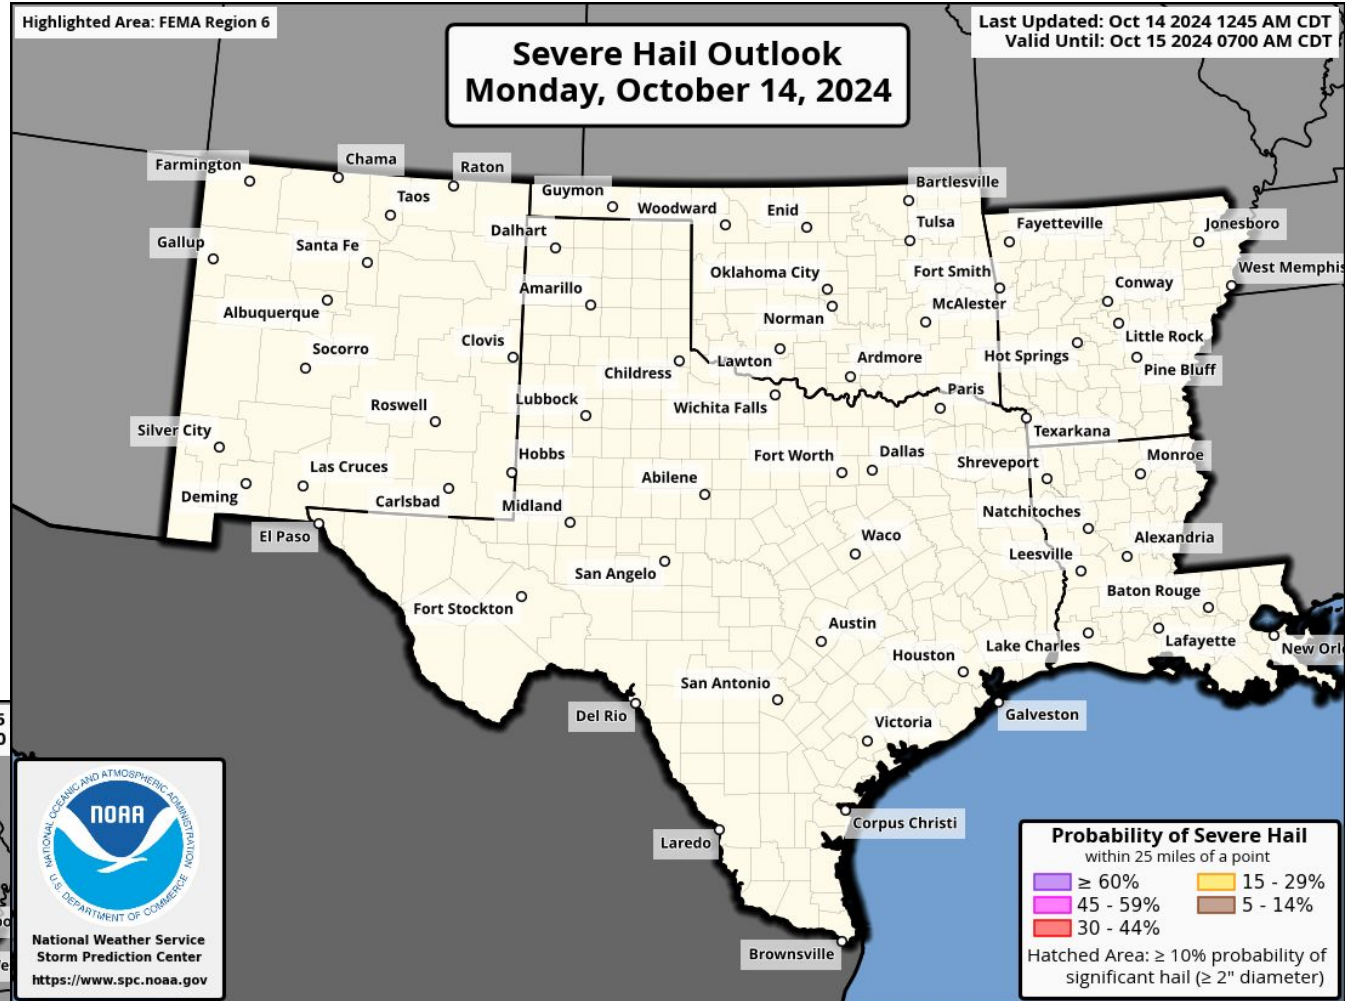 Highlighted Area: FEMA Region 6
Last Updated: Oct 14 2024 1245 AM CDT
Valid Until: Oct 15 2024 0700 AM CDT
Severe Hail Outlook
Monday, October 14, 2024
Farmington
Chama
Raton
Taos
Guymon
Woodward
Enid
Bartlesville
Tulsa
Fayetteville
Jonesboro
Gallup
Santa Fe
Dalhart
Oklahoma City
Fort Smith
West Memphis
Amarillo
McAlester
Conway
Albuquerque
Norman
Socorro
Clovis
Little Rock
Childress
Lawton
Ardmore
Hot Springs
Pine Bluff
Roswell
Lubbock
Wichita Falls
Paris
Silver City
Texarkana
Las Cruces
Hobbs
Fort Worth
Dallas
Shreveport
Monroe
Deming
Carlsbad
Midland
Abilene
Natchitoches
El Paso
Waco
Alexandria
San Angelo
Leesville
Fort Stockton
Baton Rouge
Austin
Lake Charles
Lafayette
New Orl
Houston
San Antonio
Del Rio
Victoria
Galveston
Laredo
Corpus Christi
Brownsville
NATIONAL OCEANIC AND ATMOSPHERIC ADMINISTRATION
NOAA
U.S. DEPARTMENT OF COMMERCE
National Weather Service
Storm Prediction Center
https://www.spc.noaa.gov
Probability of Severe Hail
within 25 miles of a point
≥ 60%
15 - 29%
45 - 59%
5 - 14%
30 - 44%
Hatched Area: ≥ 10% probability of
significant hail (≥ 2" diameter)